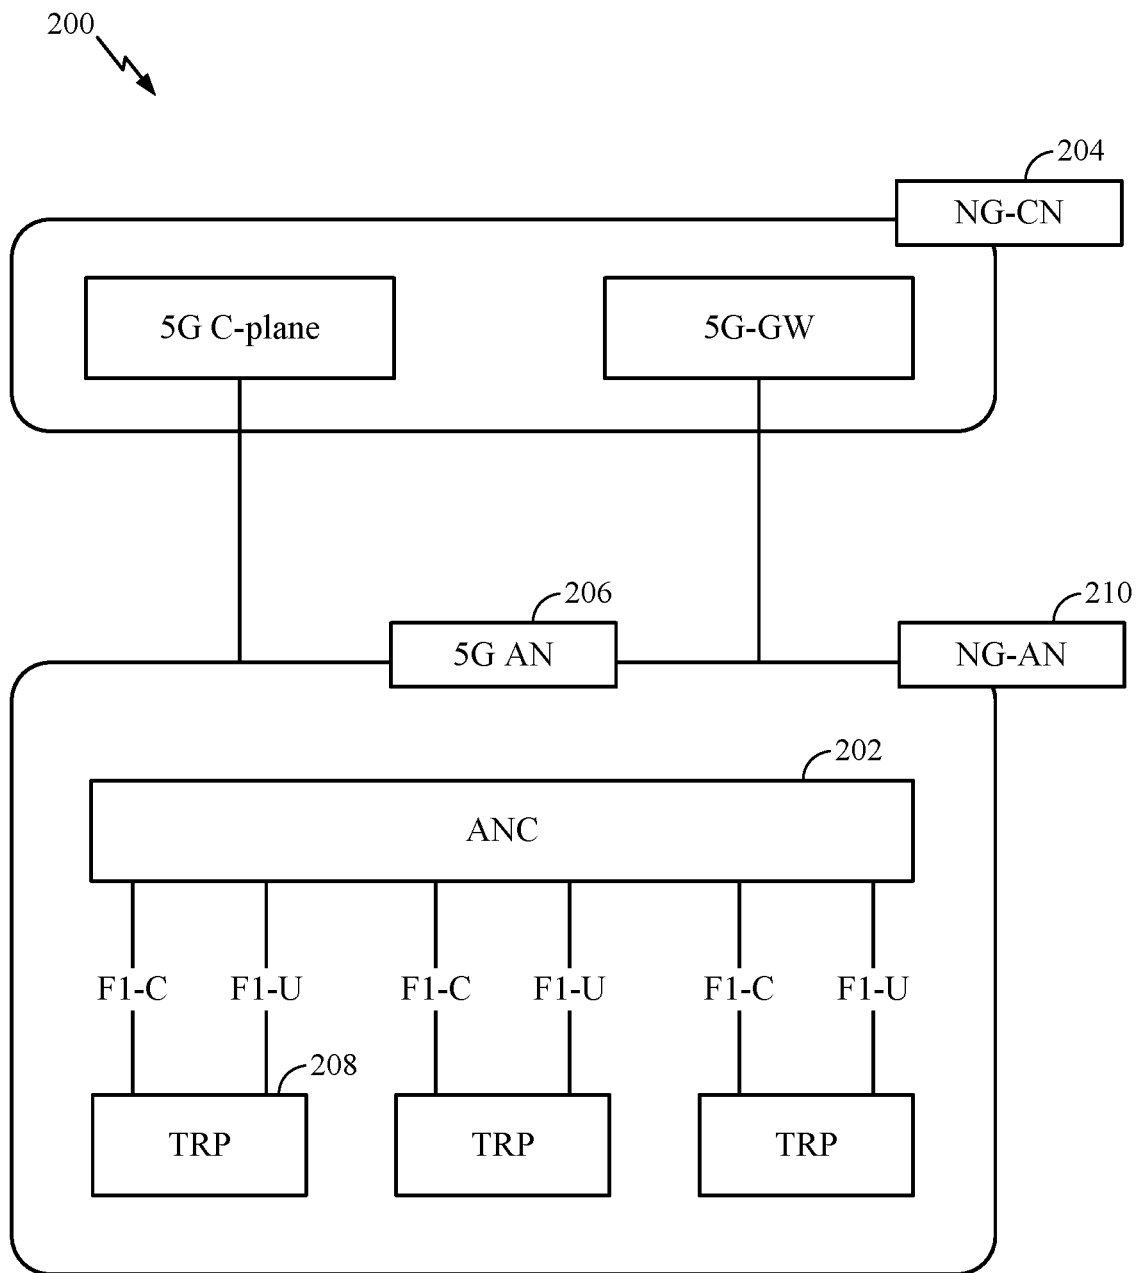 200
204
NG-CN
5G C-plane
5G-GW
206
210
5G AN
NG-AN
202
ANC
F1-C F1-U F1-C F1-U F1-C F1-U
208
TRP TRP TRP